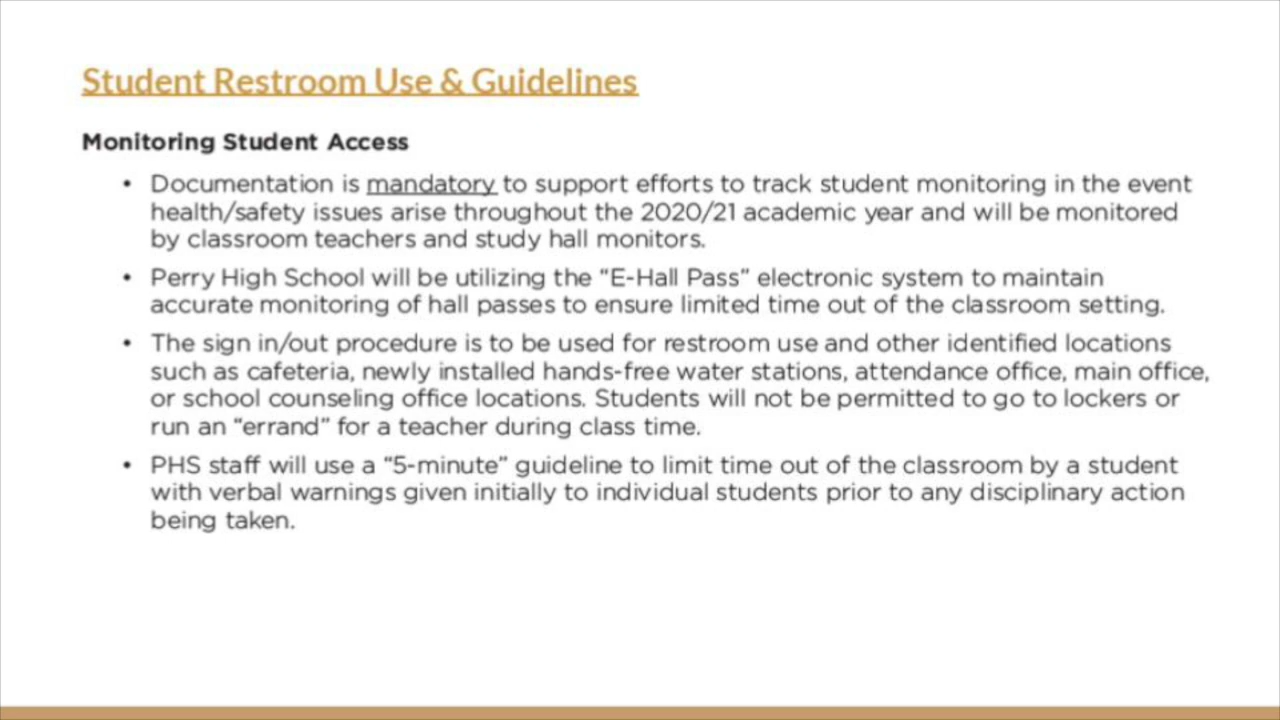 Student Restroom Use & Guidelines
Monitoring Student Access
• Documentation is mandatory to support efforts to track student monitoring in the event
health/safety issues arise throughout the 2020/21 academic year and will be monitored
by classroom teachers and study hall monitors.
• Perry High School will be utilizing the “E-Hall Pass” electronic system to maintain
accurate monitoring of hall passes to ensure limited time out of the classroom setting.
• The sign in/out procedure is to be used for restroom use and other identified locations
such as cafeteria, newly installed hands-free water stations, attendance office, main office,
or school counseling office locations. Students will not be permitted to go to lockers or
run an “errand” for a teacher during class time.
• PHS staff will use a “5-minute” guideline to limit time out of the classroom by a student
with verbal warnings given initially to individual students prior to any disciplinary action
being taken.